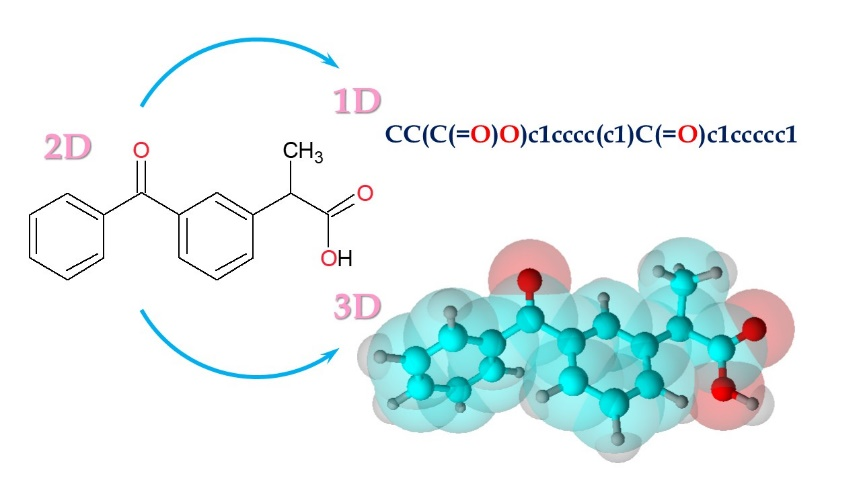 1D
CC(C(=O)O)c1cccc(c1)C(=O)c1ccccc1
2D
O
CH3
O
OH
3D